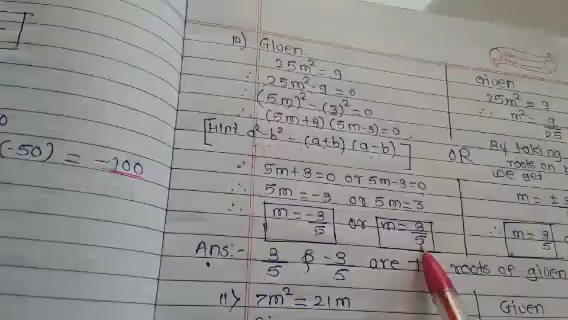 (-50) = -100
10) Given
25m² = 9
∴ 25m² - 9 = 0
∴ (5m)² - (3)² = 0
∴ (5m+3) (5m-3) = 0
[Hint a²-b² = (a+b) (a-b)]
∴ 5m+3=0 or 5m-3=0
∴ 5m = -3 or 5m = 3
∴ m = -3/5 or m = 3/5
Ans:- 3/5 & -3/5 are roots of given
11) 7m² = 21m
Given
25m² = 9
∴ m² = 9/25
OR
By taking
roots on
we get
m = ±
∴ m = 3/5
Given